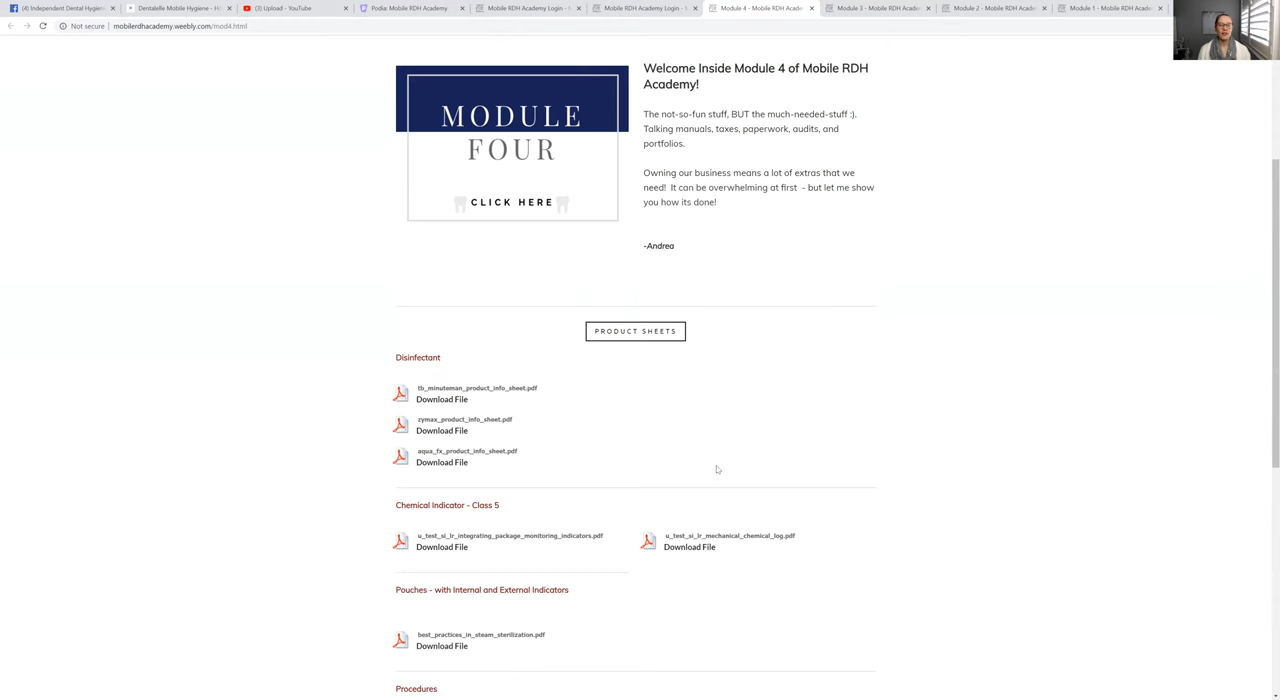 (4) Independent Dental Hygieni
Dentalelle Mobile Hygiene - Ho
(3) Upload - YouTube
Podia: Mobile RDH Academy
Mobile RDH Academy Login - M
Mobile RDH Academy Login - M
Module 4 - Mobile RDH Acade
Module 3 - Mobile RDH Acade
Module 2 - Mobile RDH Acade
Module 1 - Mobile RDH Acade
Not secure | mobilerdhacademy.weebly.com/mod4.html
MODULE
FOUR
CLICK HERE
Welcome Inside Module 4 of Mobile RDH
Academy!
The not-so-fun stuff, BUT the much-needed-stuff :).
Talking manuals, taxes, paperwork, audits, and
portfolios.
Owning our business means a lot of extras that we
need! It can be overwhelming at first - but let me show
you how its done!
-Andrea
PRODUCT SHEETS
Disinfectant
tb_minuteman_product_info_sheet.pdf
Download File
zymax_product_info_sheet.pdf
Download File
aqua_fx_product_info_sheet.pdf
Download File
Chemical Indicator - Class 5
u_test_si_lr_integrating_package_monitoring_indicators.pdf
Download File
u_test_si_lr_mechanical_chemical_log.pdf
Download File
Pouches - with Internal and External Indicators
best_practices_in_steam_sterilization.pdf
Download File
Procedures